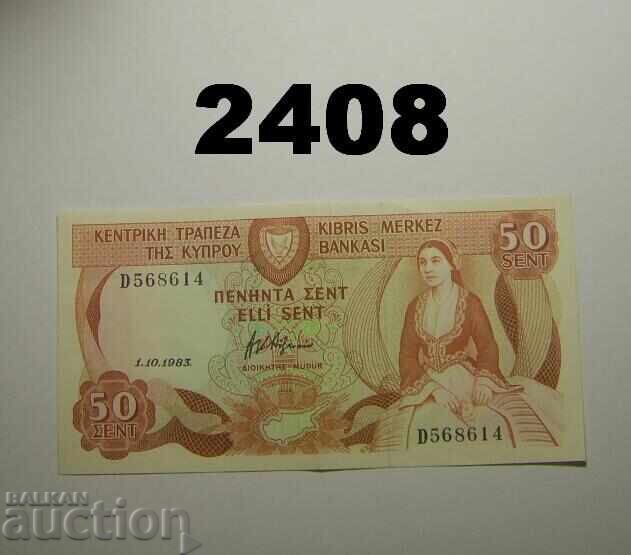 2408
ΚΕΝΤΡΙΚΗ ΤΡΑΠΕΖΑ
ΤΗΣ ΚΥΠΡΟΥ
KIBRIS MERKEZ
BANKASI
50
SENT
D568614
ΠΕΝΗΝΤΑ ΣΕΝΤ
ELLİ SENT
1.10.1983
ΔΙΟΙΚΗΤΗΣ - MÜDÜR
50
ΣΕΝΤ
D568614
BALKAN
auction